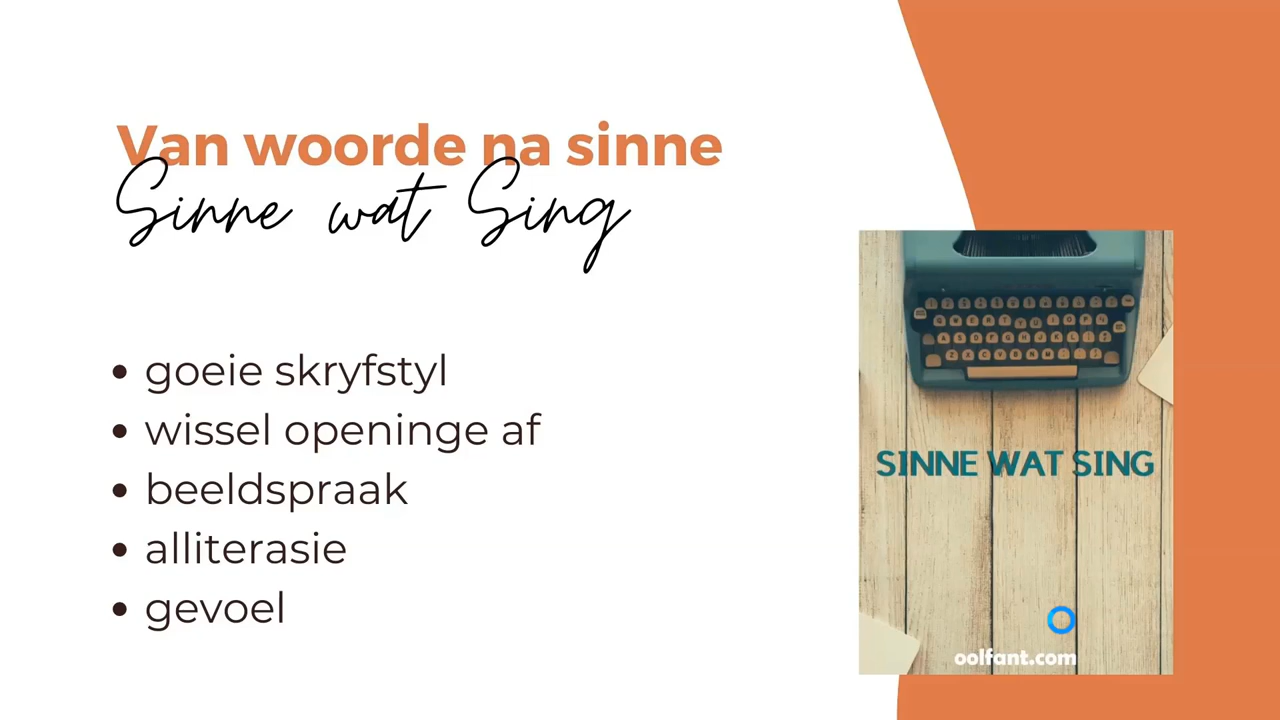 Van woorde na sinne
Sinne wat Sing
• goeie skryfstyl
• wissel openinge af
• beeldspraak
• alliterasie
• gevoel
SINNE WAT SING
oolfant.com